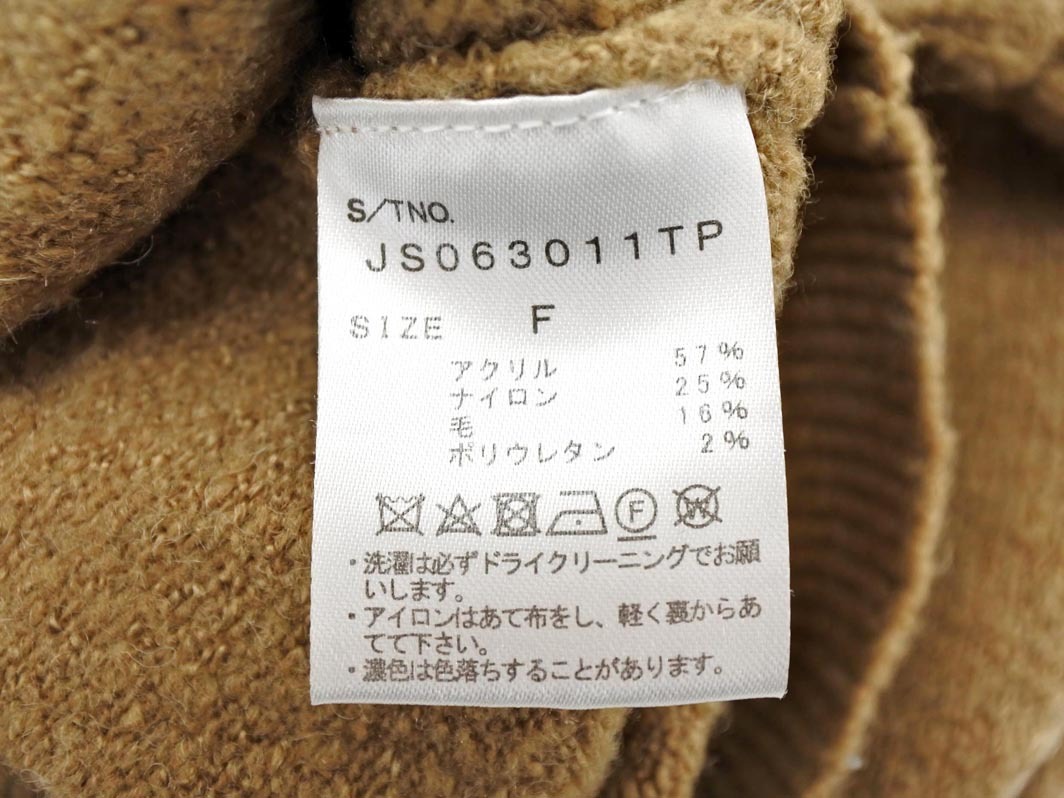 S/TNO.
JS063011TP
SIZE F
アクリル 57%
ナイロン 25%
毛 16%
ポリウレタン 2%
F W
・洗濯は必ずドライクリーニングでお願
いします。
・アイロンはあて布をし、軽く裏からあ
てて下さい。
・濃色は色落ちすることがあります。